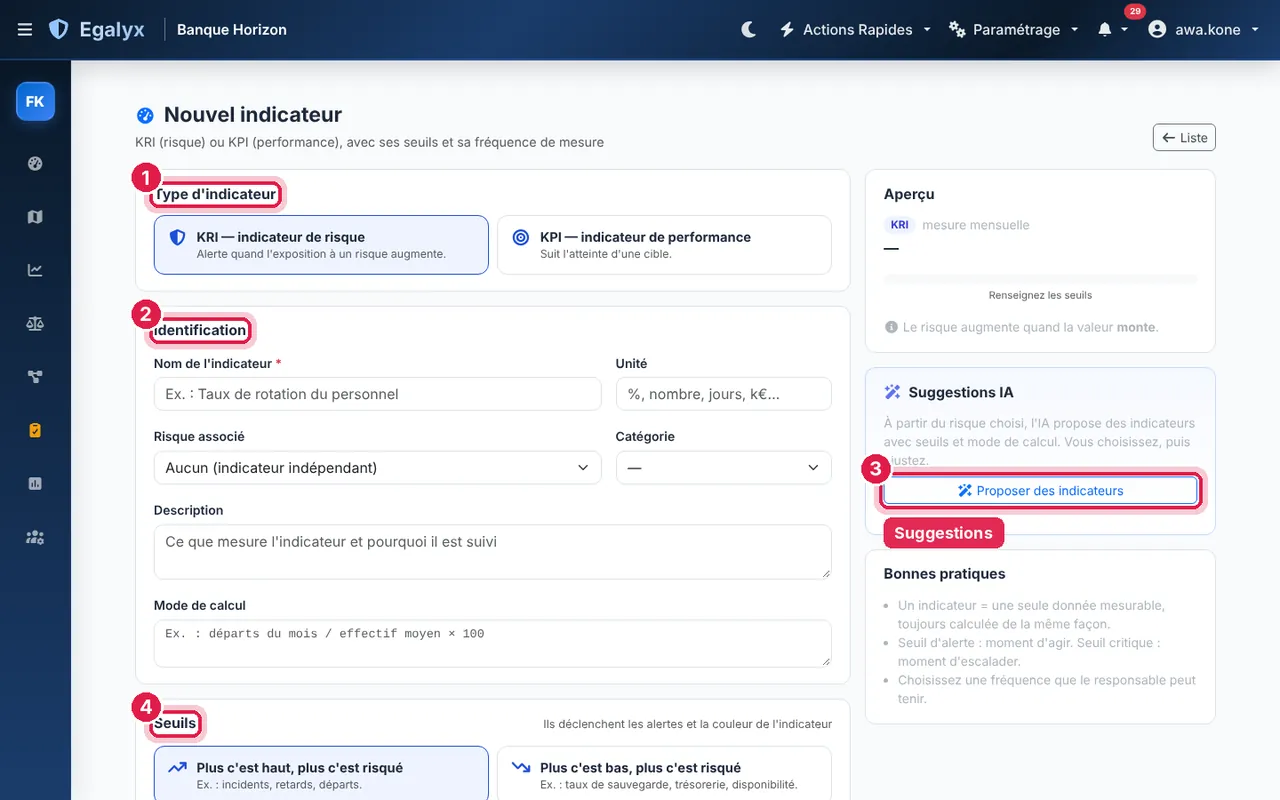 Egalyx
Banque Horizon
Actions Rapides
Paramétrage
29
awa.kone
FK
Nouvel indicateur
KRI (risque) ou KPI (performance), avec ses seuils et sa fréquence de mesure
Liste
1
Type d'indicateur
KRI — indicateur de risque
Alerte quand l'exposition à un risque augmente.
KPI — indicateur de performance
Suit l'atteinte d'une cible.
2
Identification
Nom de l'indicateur *
Ex. : Taux de rotation du personnel
Unité
%, nombre, jours, k€...
Risque associé
Aucun (indicateur indépendant)
Catégorie
—
Description
Ce que mesure l'indicateur et pourquoi il est suivi
Mode de calcul
Ex. : départs du mois / effectif moyen × 100
4
Seuils
Ils déclenchent les alertes et la couleur de l'indicateur
Plus c'est haut, plus c'est risqué
Ex. : incidents, retards, départs.
Plus c'est bas, plus c'est risqué
Ex. : taux de sauvegarde, trésorerie, disponibilité.
Aperçu
KRI mesure mensuelle
—
Renseignez les seuils
Le risque augmente quand la valeur monte.
Suggestions IA
À partir du risque choisi, l'IA propose des indicateurs
avec seuils et mode de calcul. Vous choisissez, puis
ajustez.
3
Proposer des indicateurs
Suggestions
Bonnes pratiques
Un indicateur = une seule donnée mesurable,
toujours calculée de la même façon.
Seuil d'alerte : moment d'agir. Seuil critique :
moment d'escalader.
Choisissez une fréquence que le responsable peut
tenir.